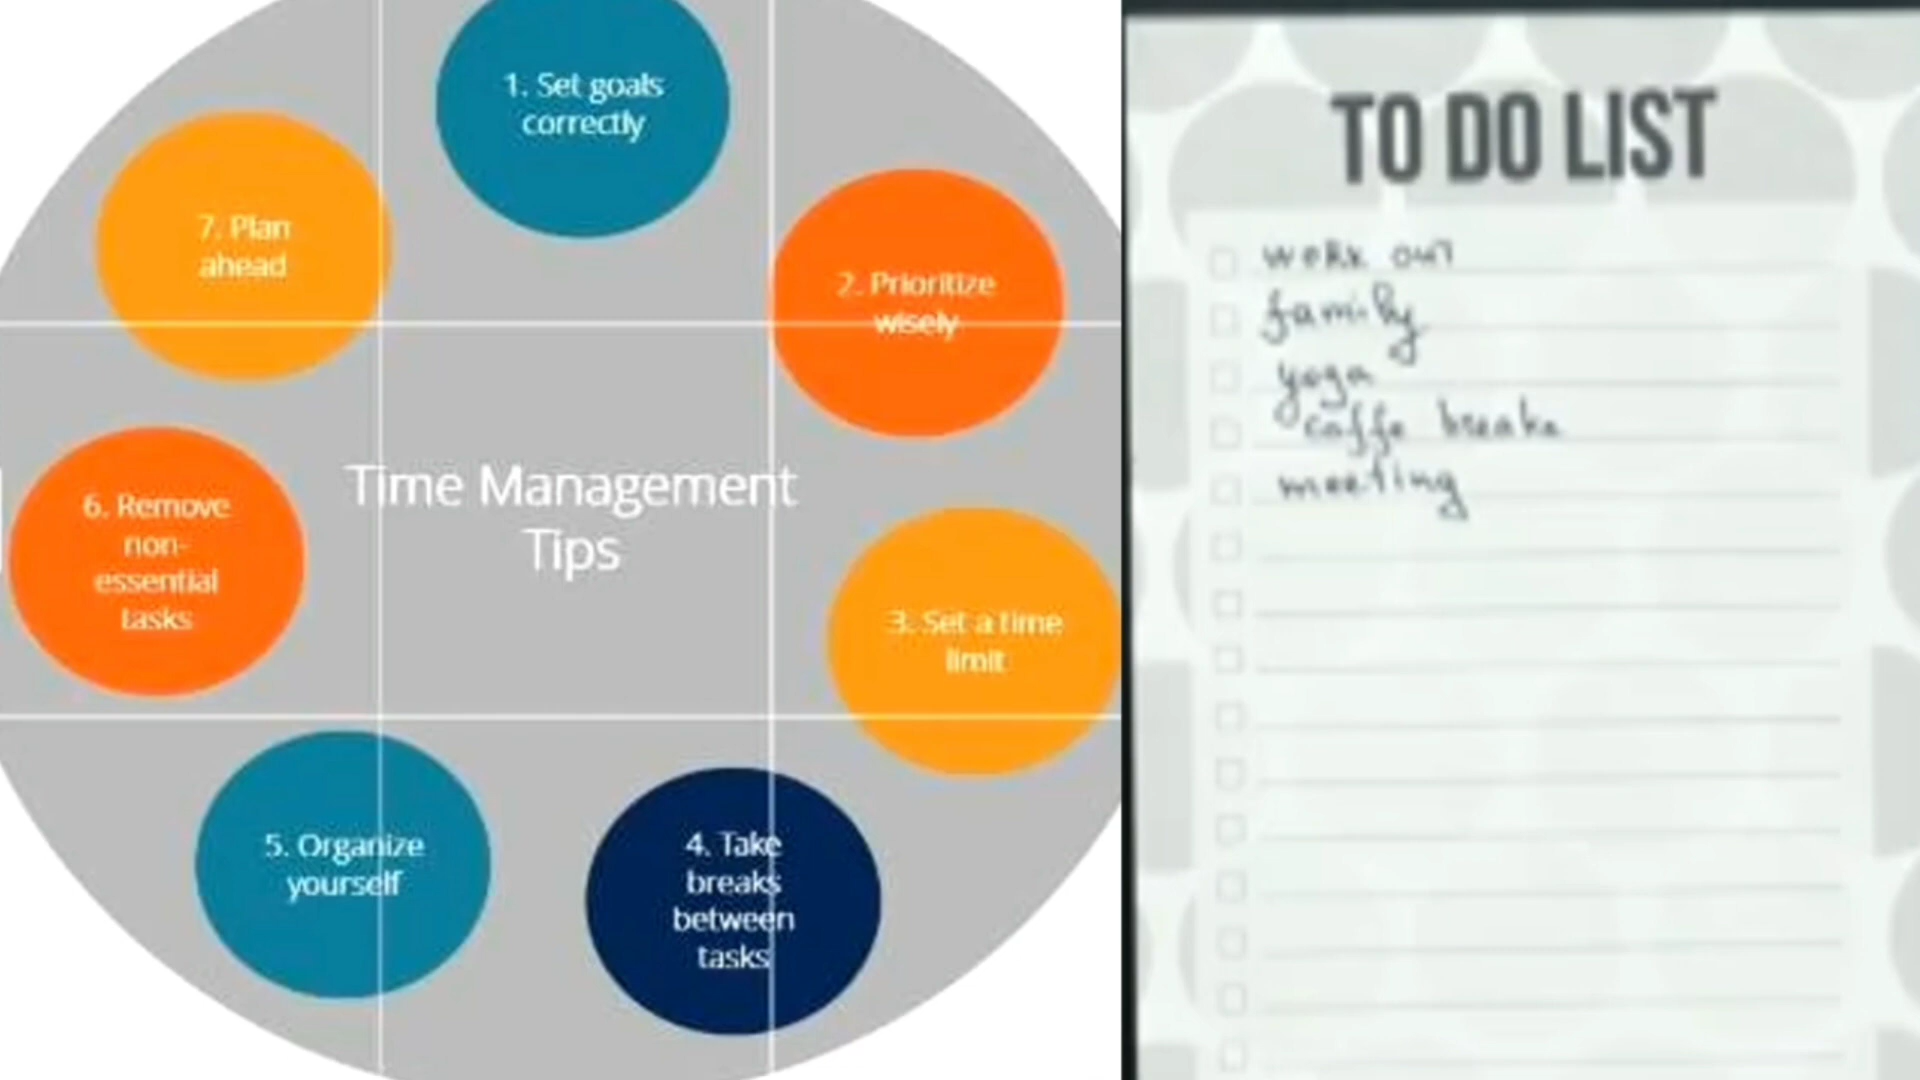 1. Set goals
correctly
2. Prioritize
wisely
3. Set a time
limit
4. Take
breaks
between
tasks
5. Organize
yourself
6. Remove
non-
essential
tasks
7. Plan
ahead
Time Management
Tips
TO DO LIST
work out
family
yoga
coffe breake
meeting